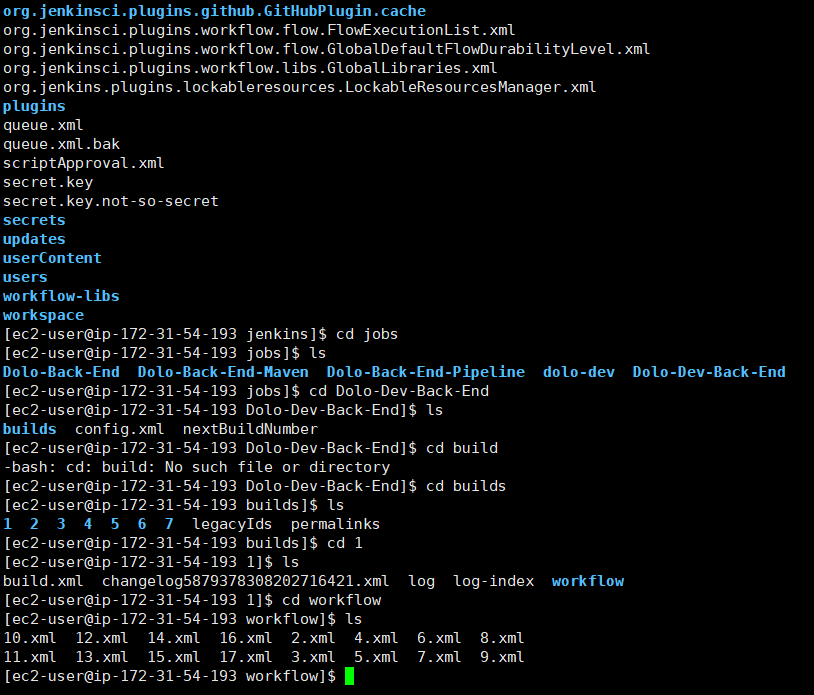 org.jenkinsci.plugins.github.GitHubPlugin.cache
org.jenkinsci.plugins.workflow.flow.FlowExecutionList.xml
org.jenkinsci.plugins.workflow.flow.GlobalDefaultFlowDurabilityLevel.xml
org.jenkinsci.plugins.workflow.libs.GlobalLibraries.xml
org.jenkins.plugins.lockableresources.LockableResourcesManager.xml
plugins
queue.xml
queue.xml.bak
scriptApproval.xml
secret.key
secret.key.not-so-secret
secrets
updates
userContent
users
workflow-libs
workspace
[ec2-user@ip-172-31-54-193 jenkins]$ cd jobs
[ec2-user@ip-172-31-54-193 jobs]$ ls
Dolo-Back-End  Dolo-Back-End-Maven  Dolo-Back-End-Pipeline  dolo-dev  Dolo-Dev-Back-End
[ec2-user@ip-172-31-54-193 jobs]$ cd Dolo-Dev-Back-End
[ec2-user@ip-172-31-54-193 Dolo-Dev-Back-End]$ ls
builds  config.xml  nextBuildNumber
[ec2-user@ip-172-31-54-193 Dolo-Dev-Back-End]$ cd build
-bash: cd: build: No such file or directory
[ec2-user@ip-172-31-54-193 Dolo-Dev-Back-End]$ cd builds
[ec2-user@ip-172-31-54-193 builds]$ ls
1  2  3  4  5  6  7  legacyIds  permalinks
[ec2-user@ip-172-31-54-193 builds]$ cd 1
[ec2-user@ip-172-31-54-193 1]$ ls
build.xml  changelog5879378308202716421.xml  log  log-index  workflow
[ec2-user@ip-172-31-54-193 1]$ cd workflow
[ec2-user@ip-172-31-54-193 workflow]$ ls
10.xml  12.xml  14.xml  16.xml  2.xml  4.xml  6.xml  8.xml
11.xml  13.xml  15.xml  17.xml  3.xml  5.xml  7.xml  9.xml
[ec2-user@ip-172-31-54-193 workflow]$